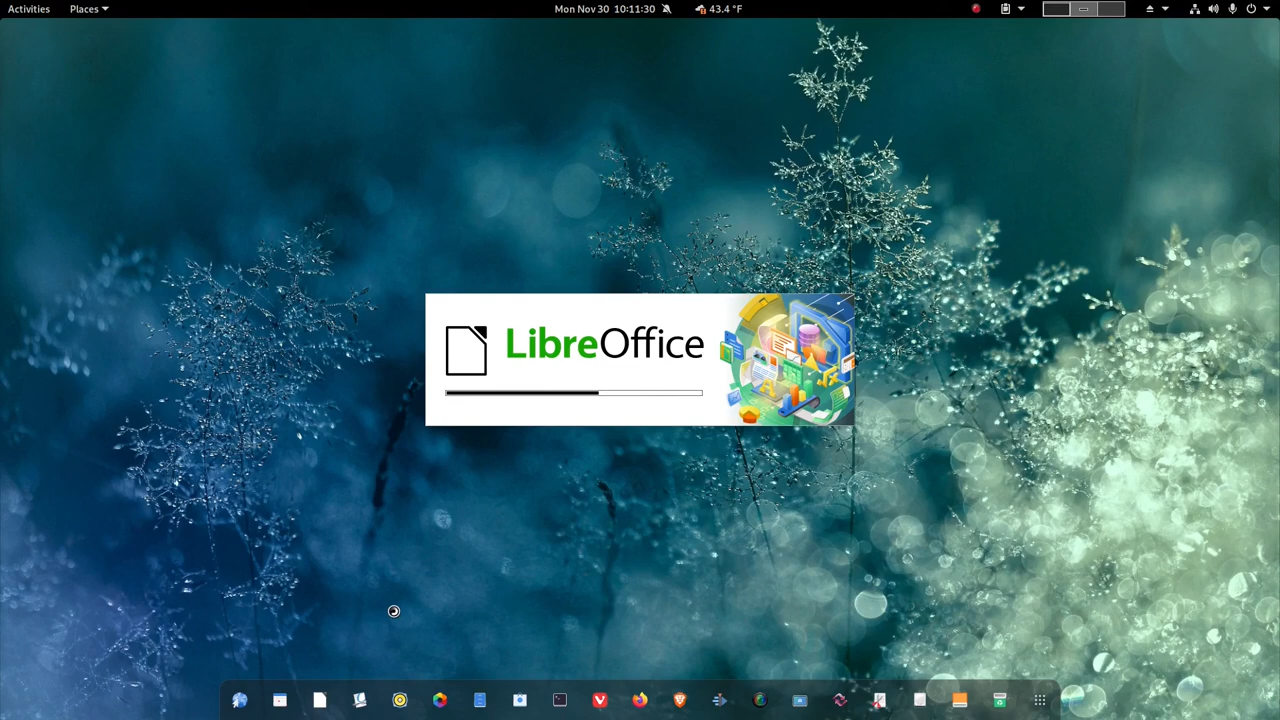 Activities
Places
Mon Nov 30 10:11:30
43.4 °F
LibreOffice